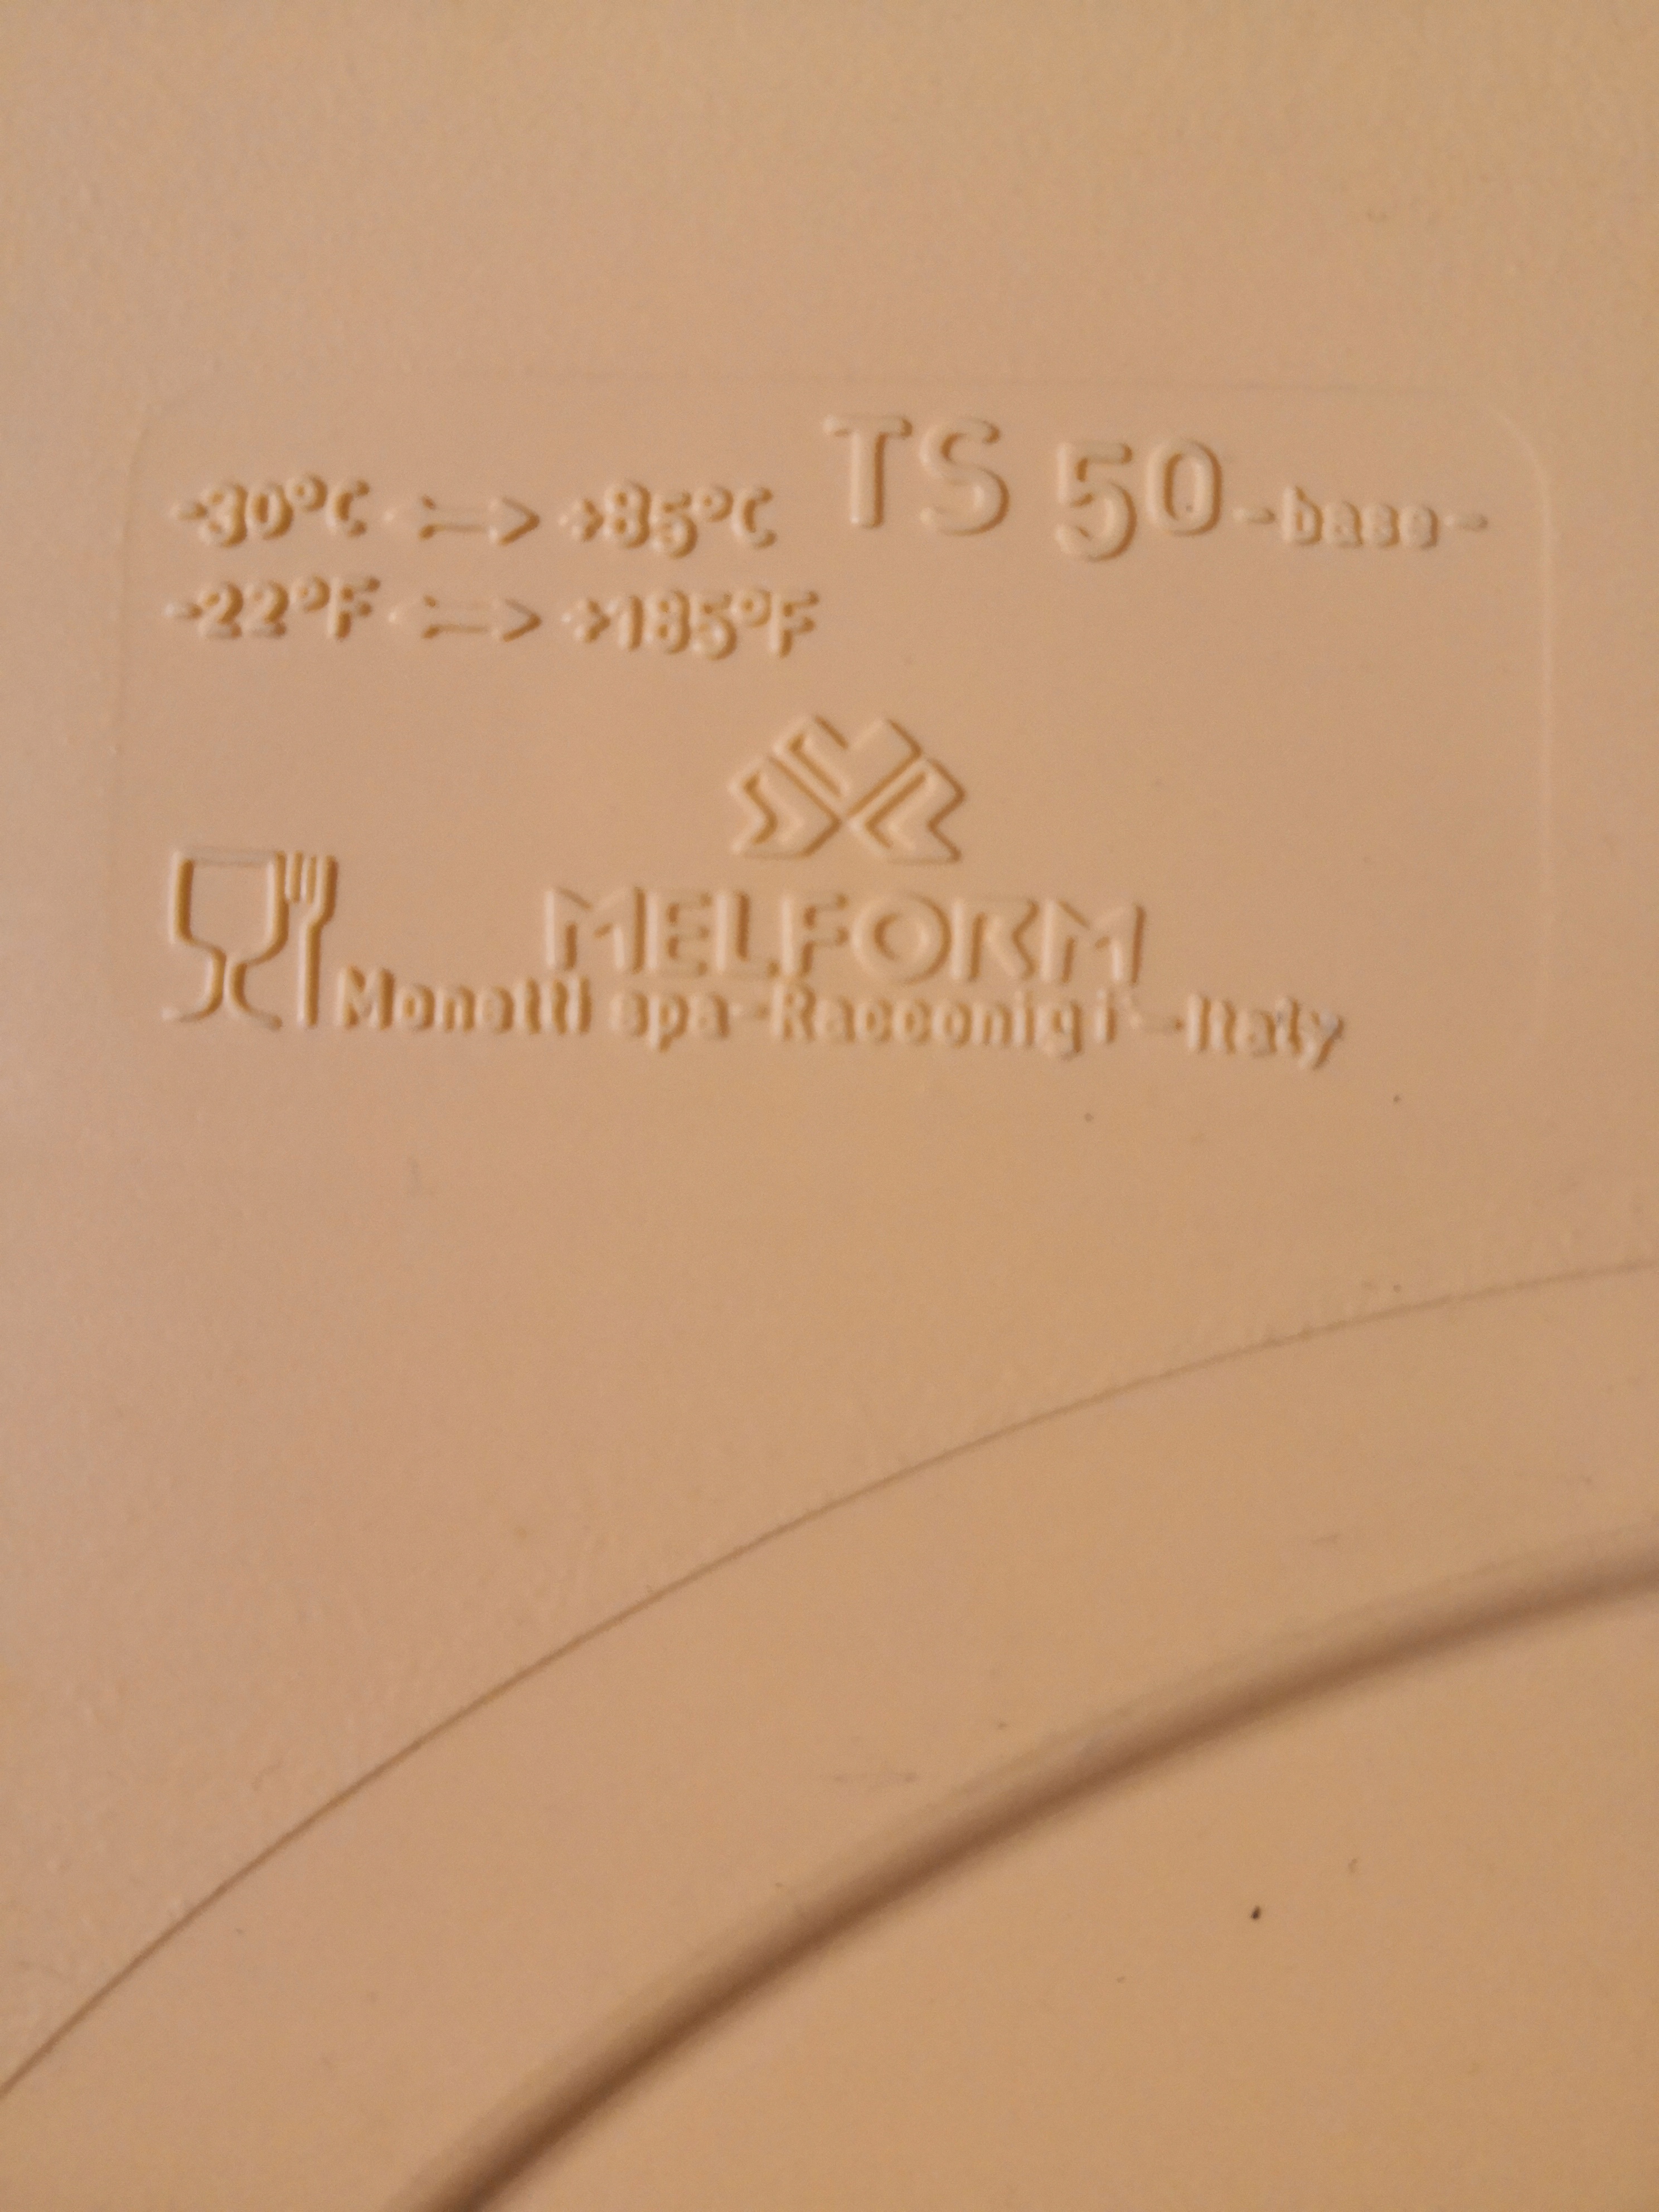 -30°C <=> +85°C TS 50 -base-
-22°F <=> +185°F
MELFORM
Monetti spa-Racconigi-Italy